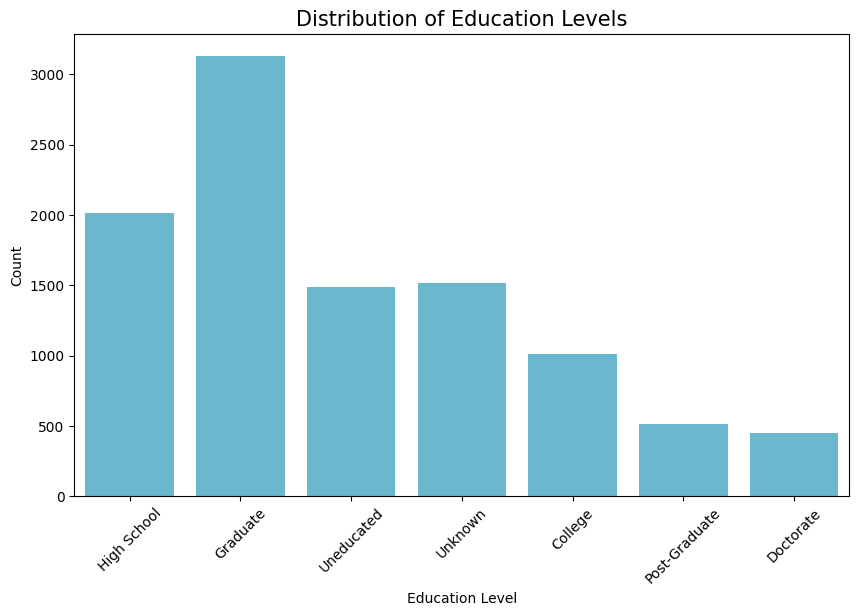 Distribution of Education Levels
Count
3000
2500
2000
1500
1000
500
0
High School
Graduate
Uneducated
Unknown
College
Post-Graduate
Doctorate
Education Level